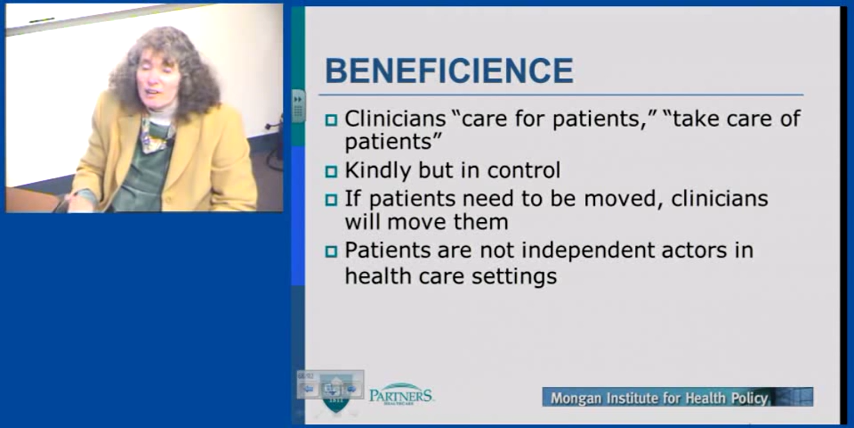 BENEFICIENCE
Clinicians “care for patients,” “take care of
patients”
Kindly but in control
If patients need to be moved, clinicians
will move them
Patients are not independent actors in
health care settings
PARTNERS
Mongan Institute for Health Policy